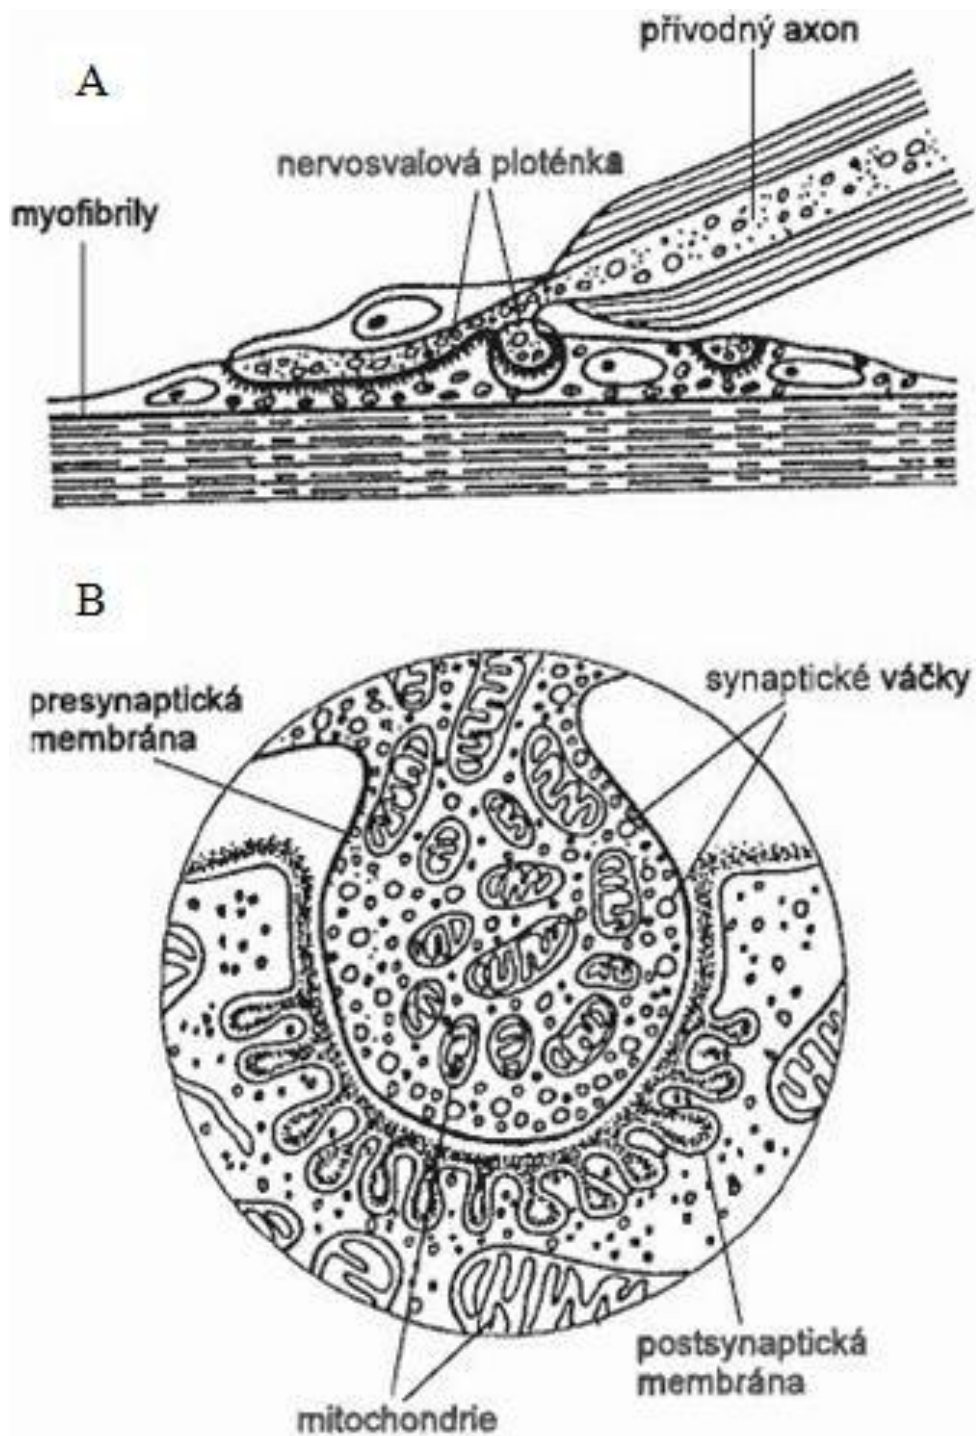 A
přívodný axon
nervosvalová ploténka
myofibrily
B
presynaptická
membrána
synaptické váčky
postsynaptická
membrána
mitochondrie